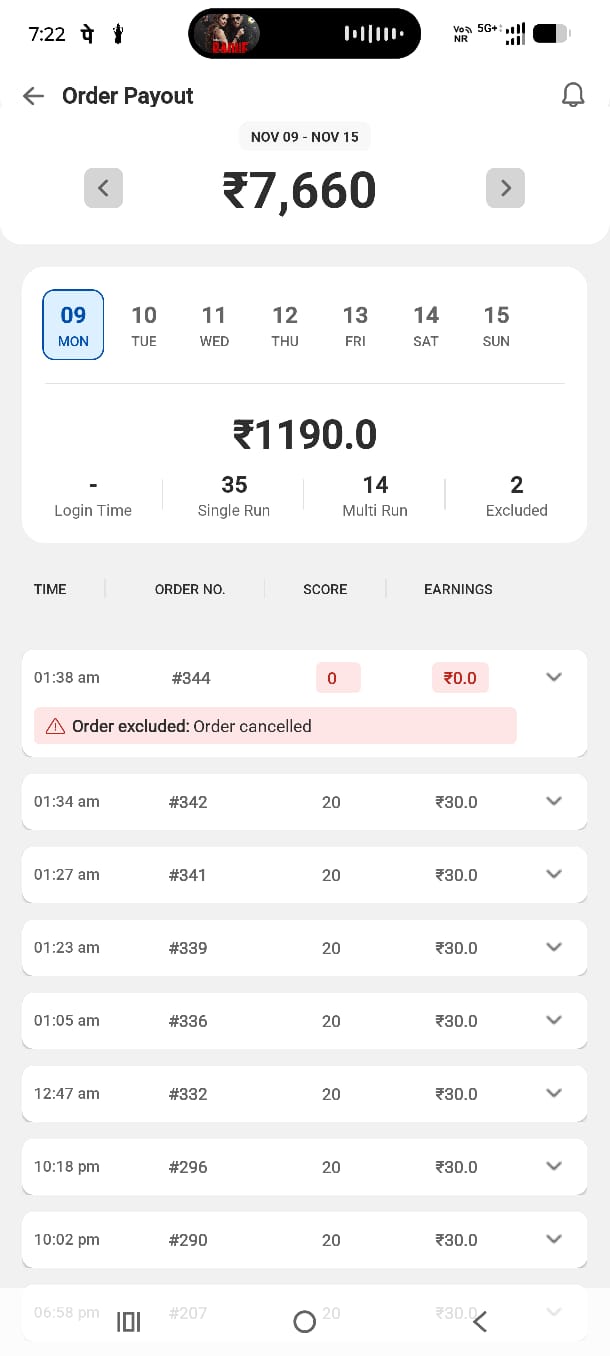 7:22 पे Vo 5G+
NR
Order Payout
NOV 09 - NOV 15
₹7,660
09 10 11 12 13 14 15
MON TUE WED THU FRI SAT SUN
₹1190.0
- 35 14 2
Login Time Single Run Multi Run Excluded
TIME ORDER NO. SCORE EARNINGS
01:38 am #344 0 ₹0.0
Order excluded: Order cancelled
01:34 am #342 20 ₹30.0
01:27 am #341 20 ₹30.0
01:23 am #339 20 ₹30.0
01:05 am #336 20 ₹30.0
12:47 am #332 20 ₹30.0
10:18 pm #296 20 ₹30.0
10:02 pm #290 20 ₹30.0
06:58 pm #207 20 ₹30.0